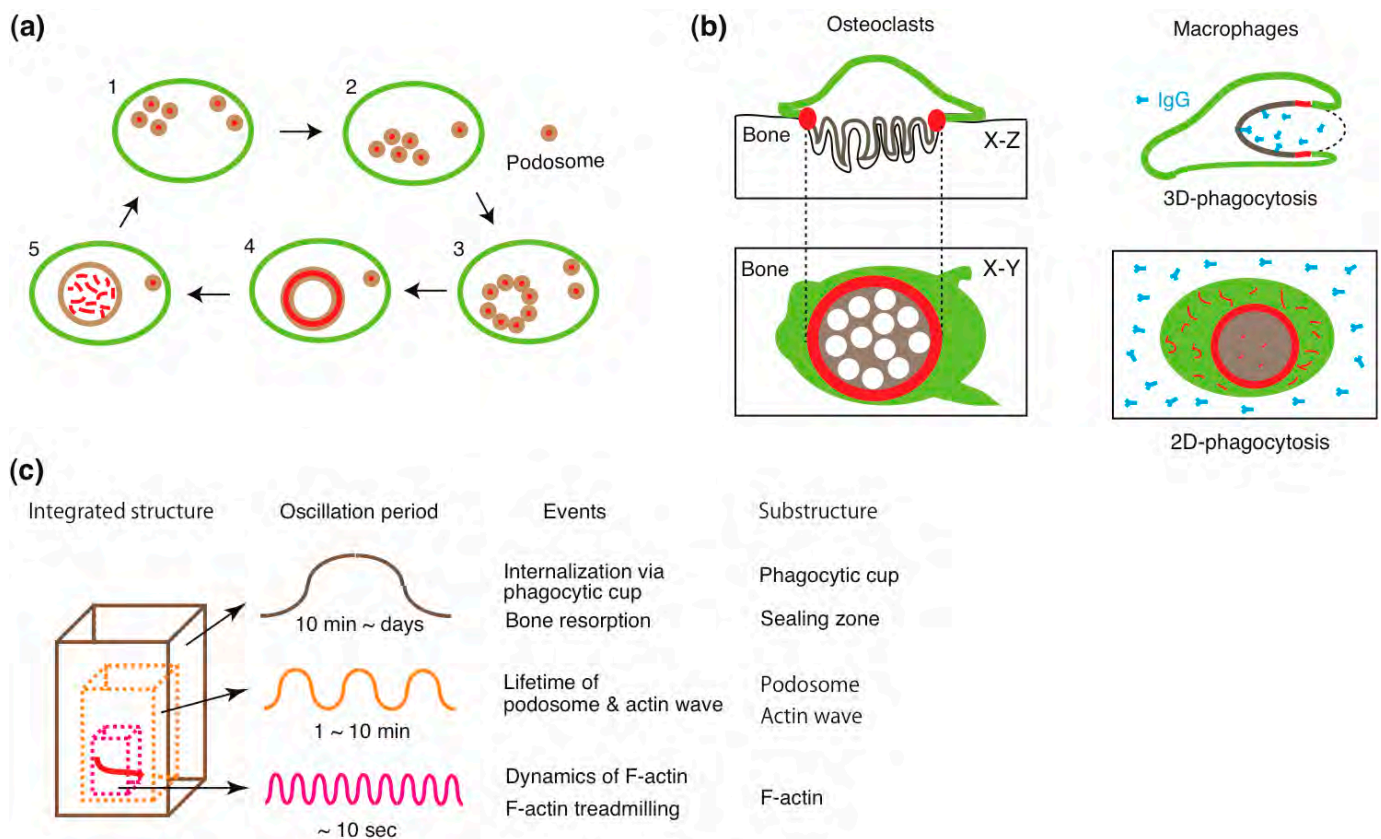 (a)
1
2
Podosome
5
4
3
(b)
Osteoclasts
Macrophages
IgG
Bone
X-Z
3D-phagocytosis
Bone
X-Y
2D-phagocytosis
(c)
Integrated structure
Oscillation period
Events
Substructure
10 min ~ days
Internalization via
phagocytic cup
Bone resorption
Phagocytic cup
Sealing zone
1 ~ 10 min
Lifetime of
podosome & actin wave
Podosome
Actin wave
~ 10 sec
Dynamics of F-actin
F-actin treadmilling
F-actin